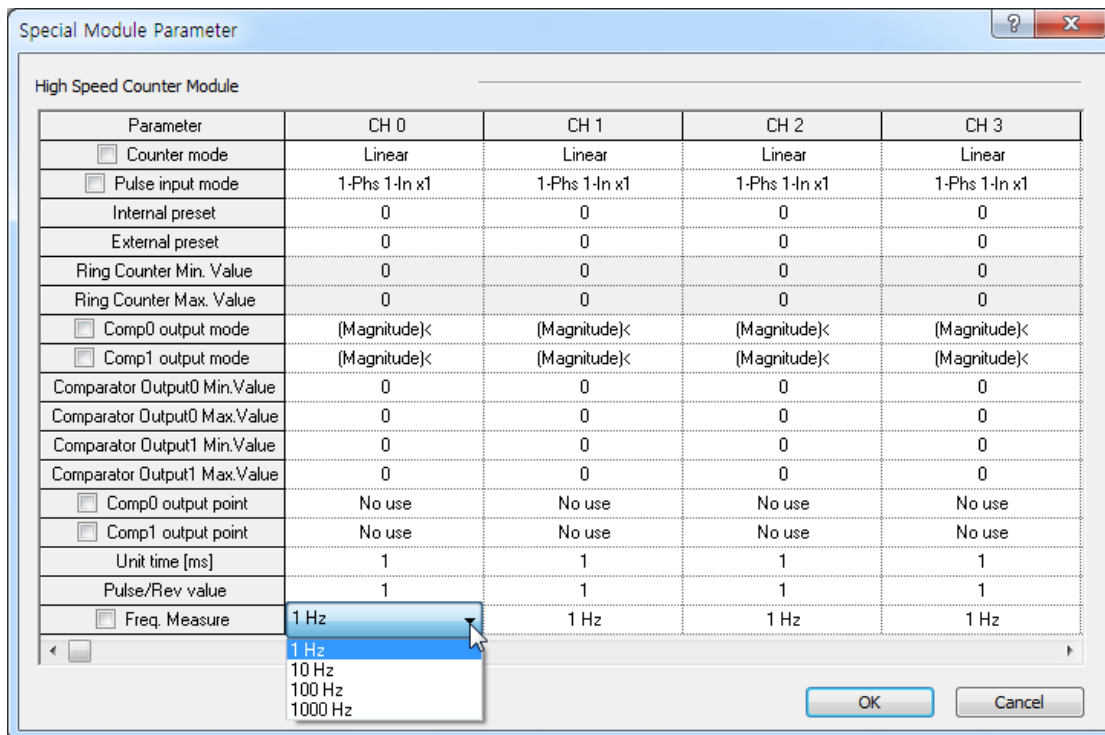 Special Module Parameter
High Speed Counter Module
Parameter CH 0 CH 1 CH 2 CH 3
Counter mode Linear Linear Linear Linear
Pulse input mode 1-Phs 1-In x1 1-Phs 1-In x1 1-Phs 1-In x1 1-Phs 1-In x1
Internal preset 0 0 0 0
External preset 0 0 0 0
Ring Counter Min. Value 0 0 0 0
Ring Counter Max. Value 0 0 0 0
Comp0 output mode (Magnitude)< (Magnitude)< (Magnitude)< (Magnitude)<
Comp1 output mode (Magnitude)< (Magnitude)< (Magnitude)< (Magnitude)<
Comparator Output0 Min.Value 0 0 0 0
Comparator Output0 Max.Value 0 0 0 0
Comparator Output1 Min.Value 0 0 0 0
Comparator Output1 Max.Value 0 0 0 0
Comp0 output point No use No use No use No use
Comp1 output point No use No use No use No use
Unit time [ms] 1 1 1 1
Pulse/Rev value 1 1 1 1
Freq. Measure 1 Hz 1 Hz 1 Hz 1 Hz
1 Hz
10 Hz
100 Hz
1000 Hz
OK Cancel